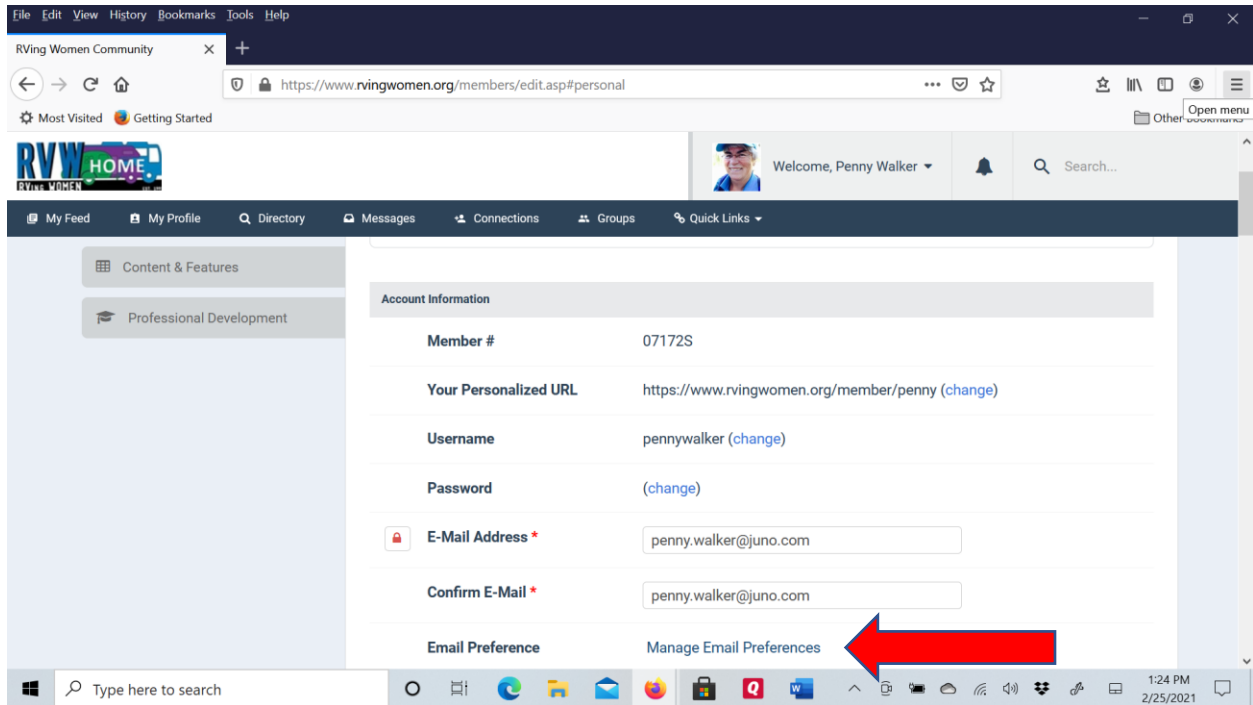 File Edit View History Bookmarks Tools Help
RVing Women Community
https://www.rvingwomen.org/members/edit.asp#personal
Open menu
Most Visited Getting Started Other Bookmarks
RVW HOME
RVING WOMEN
Welcome, Penny Walker Search...
My Feed My Profile Directory Messages Connections Groups Quick Links
Content & Features
Professional Development
Account Information
Member # 07172S
Your Personalized URL https://www.rvingwomen.org/member/penny (change)
Username pennywalker (change)
Password (change)
E-Mail Address * penny.walker@juno.com
Confirm E-Mail * penny.walker@juno.com
Email Preference Manage Email Preferences
Type here to search
1:24 PM
2/25/2021